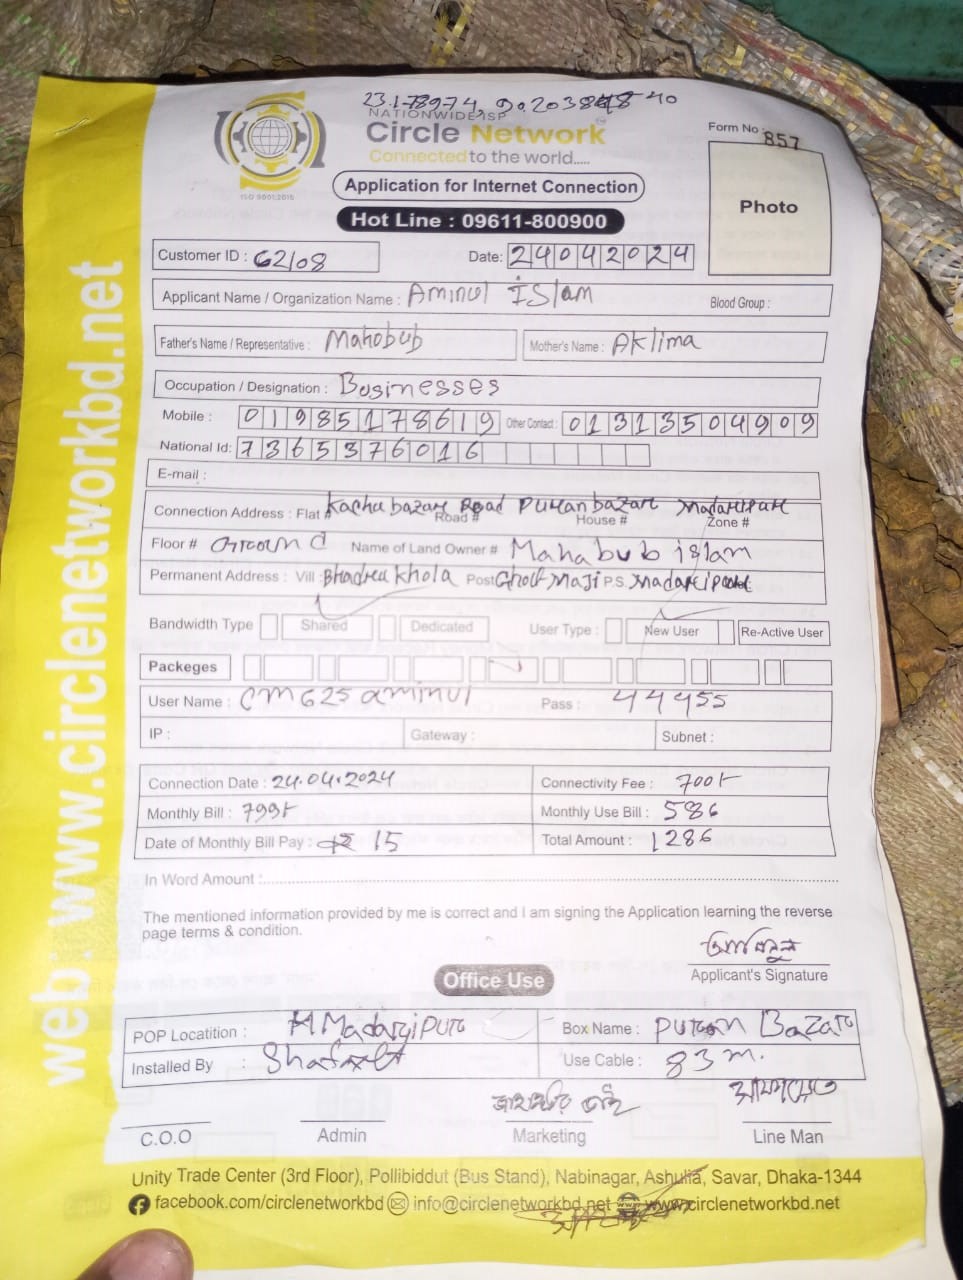 NATIONWIDE ISP
Circle Network
Connected to the world.....
Form No : 857
Application for Internet Connection
Hot Line : 09611-800900
Photo
ISO 9001:2015
web: www.circlenetworkbd.net
Customer ID : 62108 Date: 24042024
Applicant Name / Organization Name : Aminul ISlam Blood Group :
Father's Name / Representative : Mahobub Mother's Name : Aklima
Occupation / Designation : Businesses
Mobile : 01985178619 Other Contact : 01313504909
National Id: 7365376016
E-mail :
Connection Address : Flat # Kacha bazar Road Puran bazar madaripur Road # House # Zone #
Floor # Ground Name of Land Owner # Mahabub islam
Permanent Address : Vill : Bhadrea Khola Post Ghot Maji P.S. Madaripur
Bandwidth Type Shared Dedicated User Type : New User Re-Active User
Packeges
User Name : cm625aminul Pass : 44455
IP : Gateway : Subnet :
Connection Date : 24.04.2024 Connectivity Fee : 700/-
Monthly Bill : 799/- Monthly Use Bill : 586
Date of Monthly Bill Pay : 15 Total Amount : 1286
In Word Amount :
The mentioned information provided by me is correct and I am signing the Application learning the reverse
page terms & condition.
Applicant's Signature
Office Use
POP Locatition : Madaripur Box Name : Puran Bazar
Installed By : Use Cable : 83 m.
C.O.O Admin Marketing Line Man
Unity Trade Center (3rd Floor), Pollibiddut (Bus Stand), Nabinagar, Ashulia, Savar, Dhaka-1344
facebook.com/circlenetworkbd info@circlenetworkbd.net www.circlenetworkbd.net